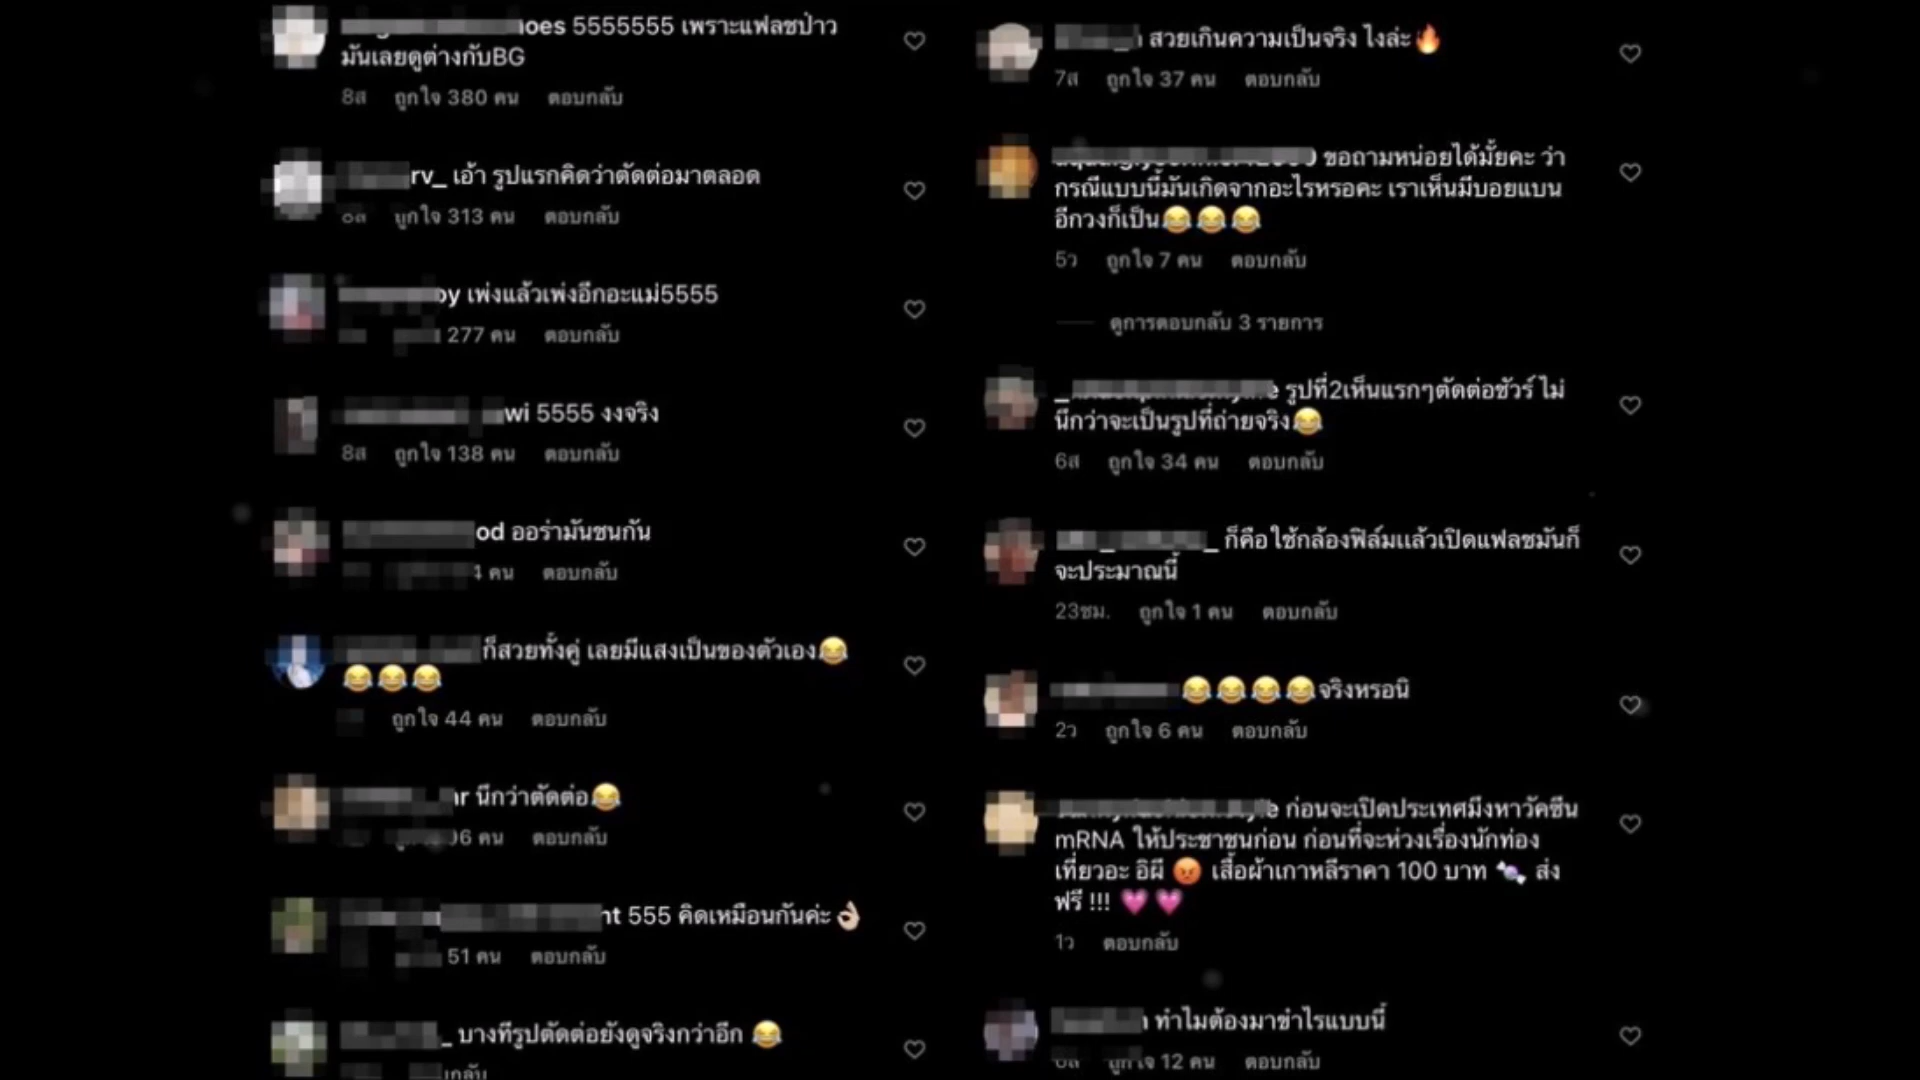 5555555 เพราะแฟลชป่าว
มันเลยดูต่างกับBG
8ส ถูกใจ 380 คน ตอบกลับ
เอ้า รูปแรกคิดว่าตัดต่อมาตลอด
ถูกใจ 313 คน ตอบกลับ
เพ่งแล้วเพ่งอีกอะแม่5555
277 คน ตอบกลับ
5555 งงจริง
8ส ถูกใจ 138 คน ตอบกลับ
ออร่ามันชนกัน
คน ตอบกลับ
ก็สวยทั้งคู่ เลยมีแสงเป็นของตัวเอง😂
😂😂😂
ถูกใจ 44 คน ตอบกลับ
นึกว่าตัดต่อ😂
คน ตอบกลับ
555 คิดเหมือนกันค่ะ👌🏻
51 คน ตอบกลับ
บางทีรูปตัดต่อยังดูจริงกว่าอีก 😂
สวยเกินความเป็นจริง ไงล่ะ🔥
7ส ถูกใจ 37 คน ตอบกลับ
ขอถามหน่อยได้มั้ยคะ ว่า
กรณีแบบนี้มันเกิดจากอะไรหรอคะ เราเห็นมีบอยแบน
อีกวงก็เป็น😂😂😂
5ว ถูกใจ 7 คน ตอบกลับ
ดูการตอบกลับ 3 รายการ
รูปที่2เห็นแรกๆตัดต่อชัวร์ ไม่
นึกว่าจะเป็นรูปที่ถ่ายจริง😂
6ส ถูกใจ 34 คน ตอบกลับ
ก็คือใช้กล้องฟิล์มแล้วเปิดแฟลชมันก็
จะประมาณนี้
23ชม. ถูกใจ 1 คน ตอบกลับ
😂😂😂😂จริงหรอนิ
2ว ถูกใจ 6 คน ตอบกลับ
ก่อนจะเปิดประเทศมึงหาวัคซีน
mRNA ให้ประชาชนก่อน ก่อนที่จะห่วงเรื่องนักท่อง
เที่ยวอะ อิผี 😡 เสื้อผ้าเกาหลีราคา 100 บาท 🍬 ส่ง
ฟรี !!! 💗💗
1ว ตอบกลับ
ทำไมต้องมาขำไรแบบนี้
ถูกใจ 12 คน ตอบกลับ